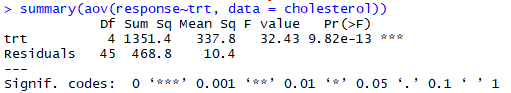 > summary(aov(response~trt, data = cholesterol))
            Df Sum Sq Mean Sq F value   Pr(>F)
trt          4 1351.4   337.8   32.43 9.82e-13 ***
Residuals   45  468.8    10.4
---
Signif. codes:  0 ‘***’ 0.001 ‘**’ 0.01 ‘*’ 0.05 ‘.’ 0.1 ‘ ’ 1